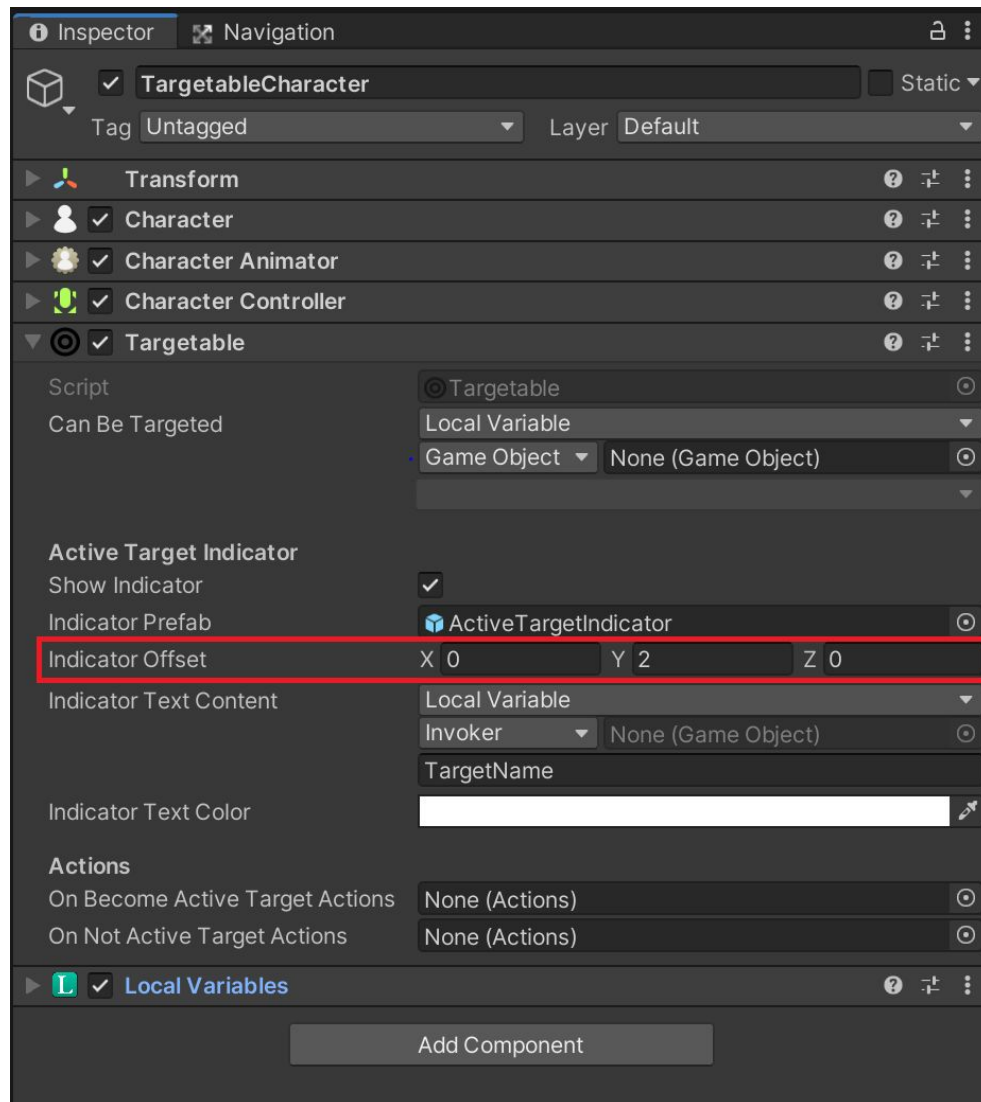 Inspector Navigation
TargetableCharacter Static
Tag Untagged Layer Default
Transform
Character
Character Animator
Character Controller
Targetable
Script Targetable
Can Be Targeted Local Variable
Game Object None (Game Object)
Active Target Indicator
Show Indicator
Indicator Prefab ActiveTargetIndicator
Indicator Offset X 0 Y 2 Z 0
Indicator Text Content Local Variable
Invoker None (Game Object)
TargetName
Indicator Text Color
Actions
On Become Active Target Actions None (Actions)
On Not Active Target Actions None (Actions)
L Local Variables
Add Component